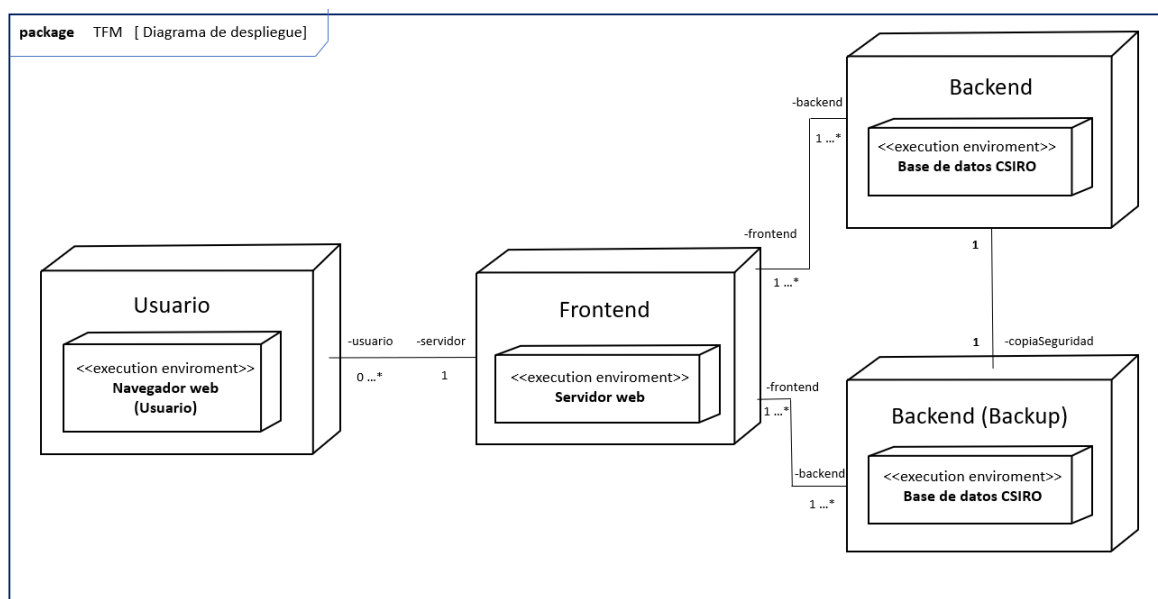 package TFM [ Diagrama de despliegue]
Backend
<<execution enviroment>>
Base de datos CSIRO
-backend
1 ...*
-frontend
1 ...*
1
Usuario
<<execution enviroment>>
Navegador web
(Usuario)
-usuario
0 ...*
-servidor
1
Frontend
<<execution enviroment>>
Servidor web
-frontend
1 ...*
-backend
1 ...*
1
-copiaSeguridad
Backend (Backup)
<<execution enviroment>>
Base de datos CSIRO